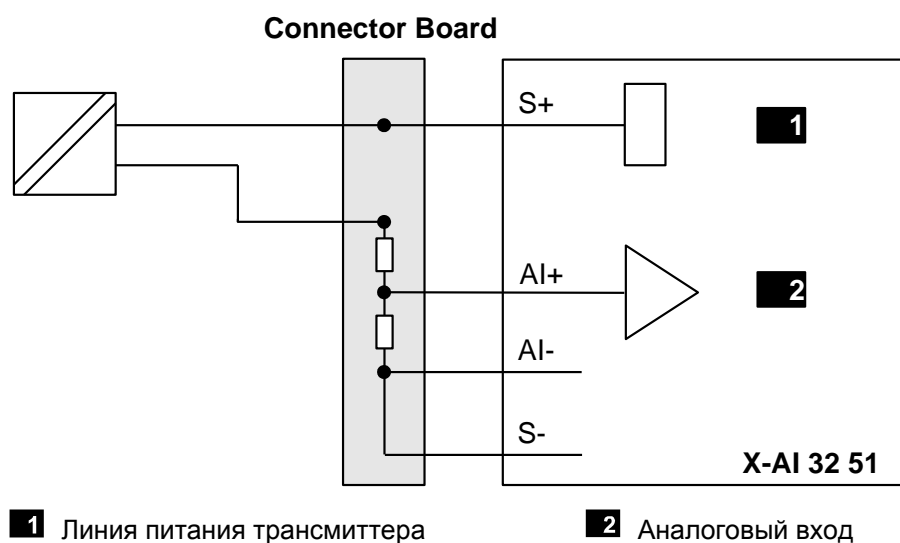 Connector Board
S+
1
AI+
2
AI-
S-
X-AI 32 51
1 Линия питания трансмиттера
2 Аналоговый вход